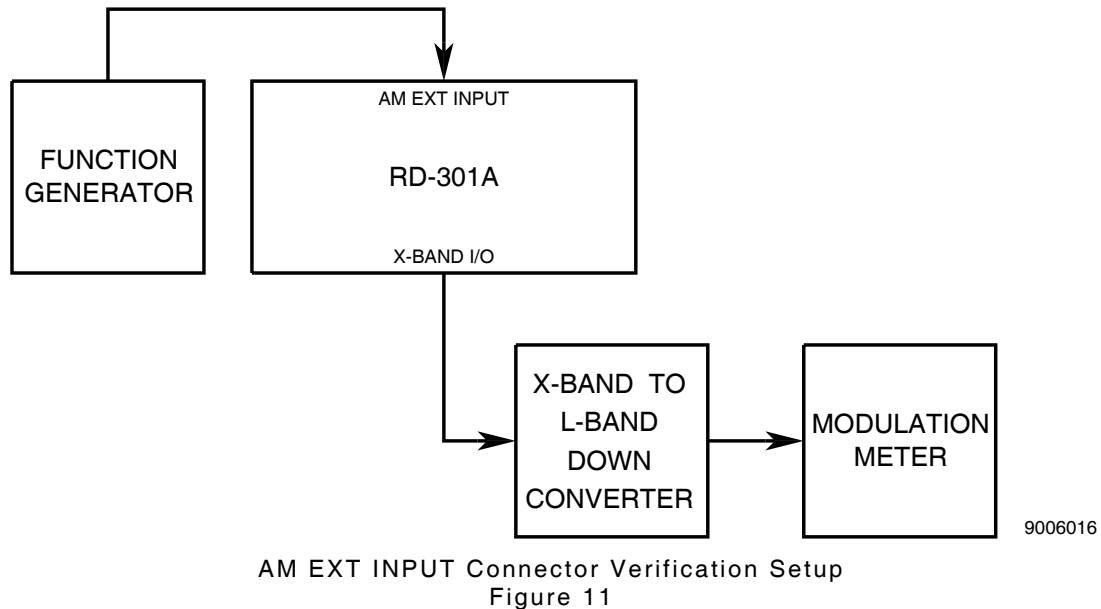 AM EXT INPUT
FUNCTION
GENERATOR
RD-301A
X-BAND I/O
X-BAND TO
L-BAND
DOWN
CONVERTER
MODULATION
METER
9006016
AM EXT INPUT Connector Verification Setup
Figure 11